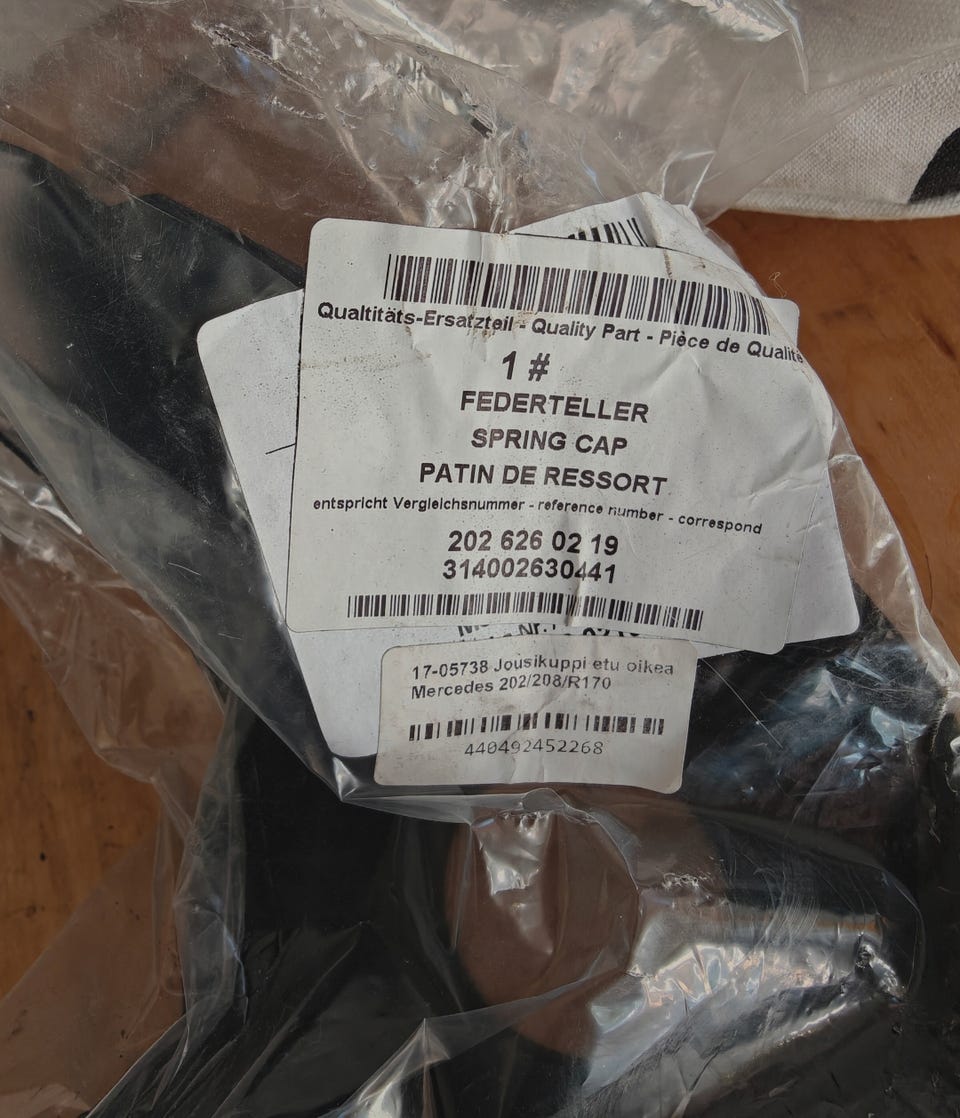 Qualtitäts-Ersatzteil - Quality Part - Pièce de Qualité
1 #
FEDERTELLER
SPRING CAP
PATIN DE RESSORT
entspricht Vergleichsnummer - reference number - correspond
202 626 02 19
314002630441
17-05738 Jousikuppi etu oikea
Mercedes 202/208/R170
440492452268